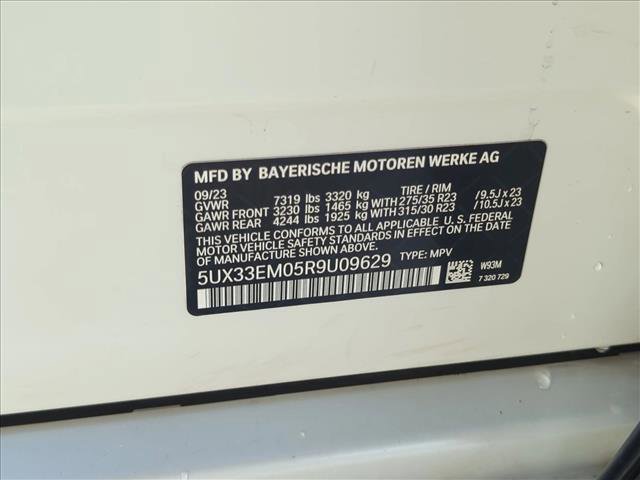 MFD BY BAYERISCHE MOTOREN WERKE AG
09/23 TIRE / RIM
GVWR 7319 lbs 3320 kg
GAWR FRONT 3230 lbs 1465 kg WITH 275/35 R23 / 9.5J x 23
GAWR REAR 4244 lbs 1925 kg WITH 315/30 R23 / 10.5J x 23
THIS VEHICLE CONFORMS TO ALL APPLICABLE U. S. FEDERAL
MOTOR VEHICLE SAFETY STANDARDS IN EFFECT ON THE
DATE OF MANUFACTURE SHOWN ABOVE.
5UX33EM05R9U09629 TYPE: MPV
W93M
7 320 729